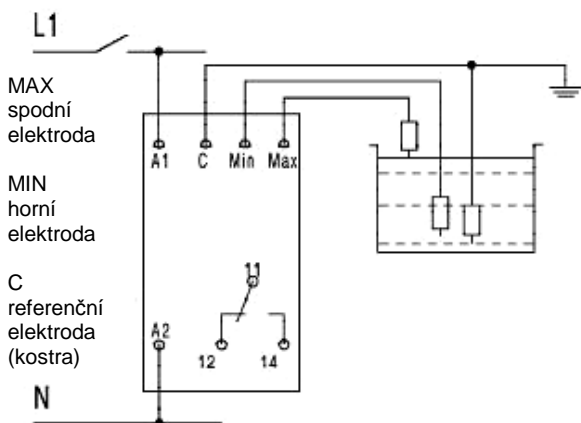 L1
MAX
spodní
elektroda
MIN
horní
elektroda
C
referenční
elektroda
(kostra)
N
A1 C Min Max
11
A2
12 14